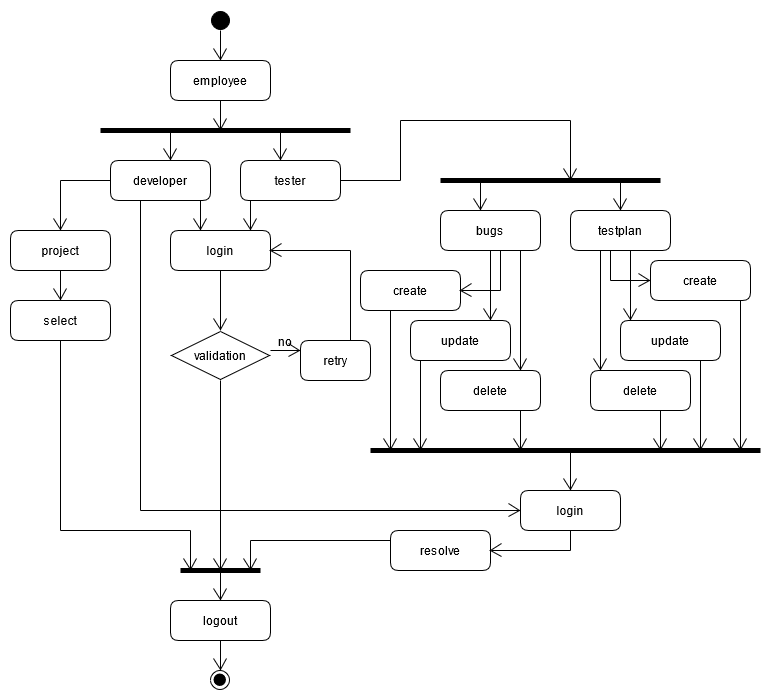 employee
developer
tester
project
login
bugs
testplan
create
create
select
update
update
no
validation
retry
delete
delete
login
resolve
logout